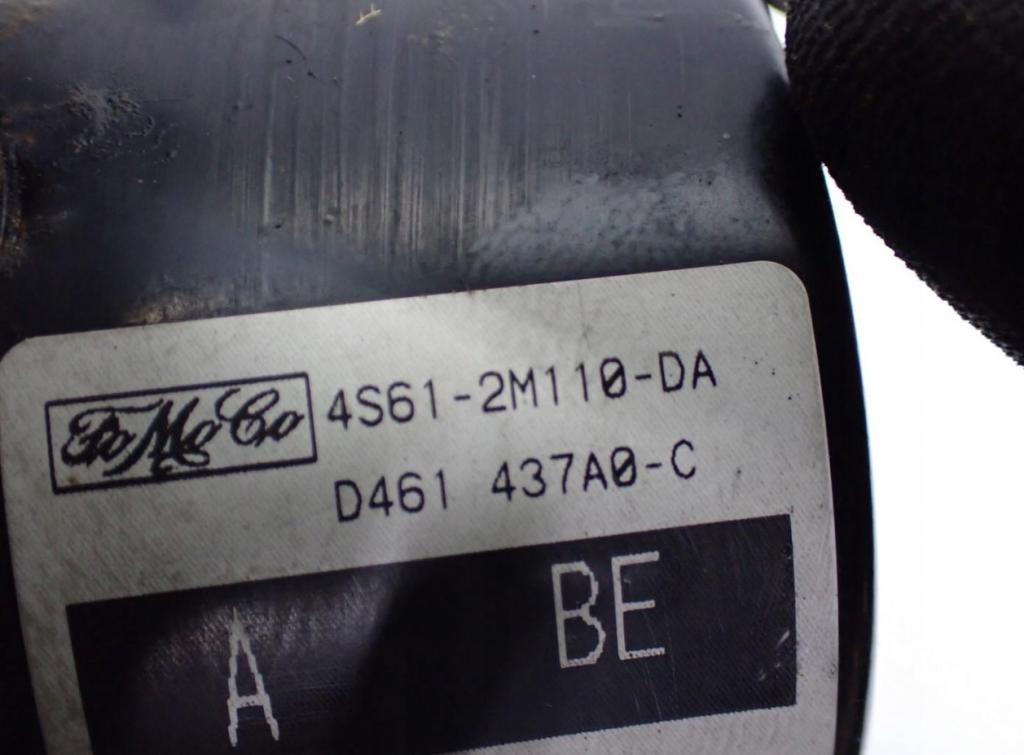 FoMoCo 4S61-2M110-DA
D461 437A0-C
A BE